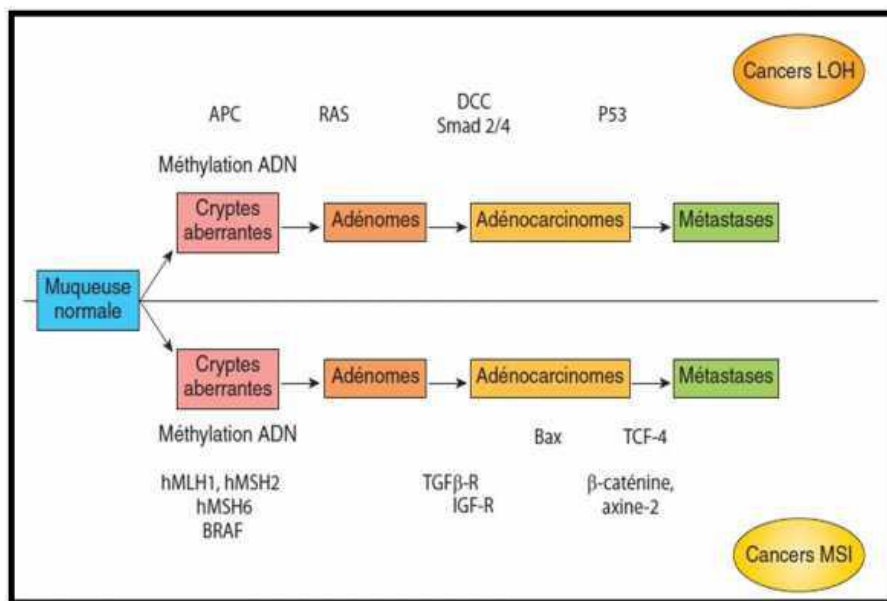 Cancers LOH
APC RAS DCC P53
Smad 2/4
Méthylation ADN
Cryptes
aberrantes
Adénomes
Adénocarcinomes
Métastases
Muqueuse
normale
Cryptes
aberrantes
Adénomes
Adénocarcinomes
Métastases
Méthylation ADN
Bax TCF-4
hMLH1, hMSH2
hMSH6
BRAF
TGFβ-R
IGF-R
β-caténine,
axine-2
Cancers MSI